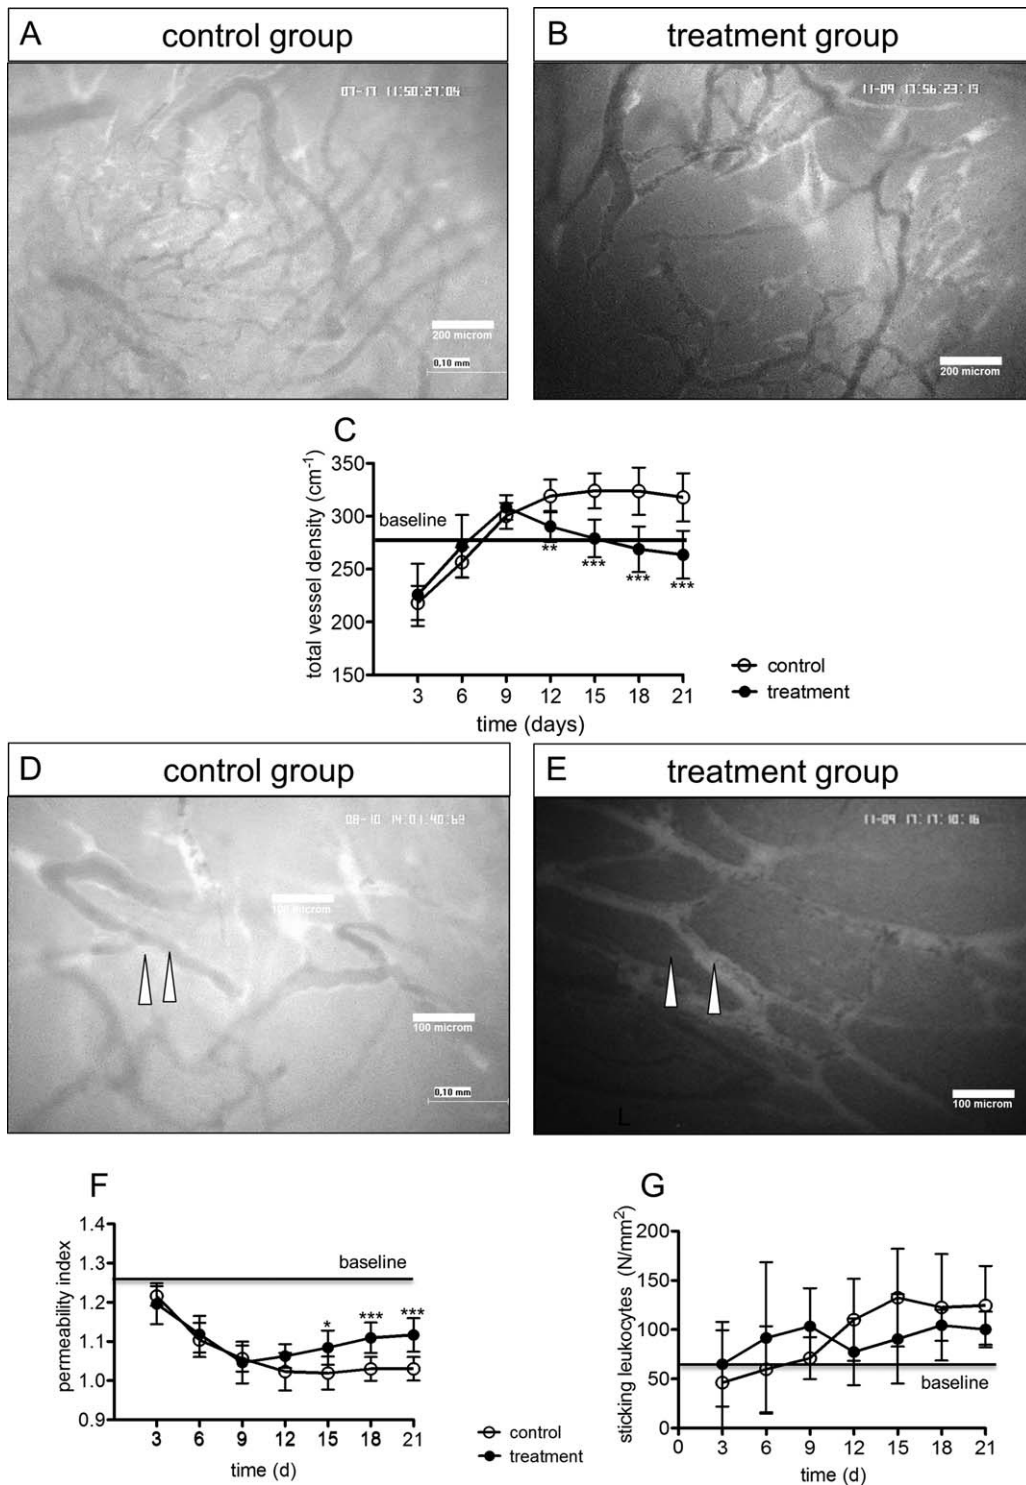 A control group
B treatment group
07-17 11:50:27:04
11-09 17:56:23:19
200 microm
0,10 mm
200 microm
C
total vessel density (cm-1)
350
300
250
200
150
baseline
**
***
***
***
3 6 9 12 15 18 21
time (days)
control
treatment
D control group
E treatment group
08-10 14:01:40:69
11-09 17:17:10:16
100 microm
100 microm
0,10 mm
100 microm
L
F
permeability index
1.4
1.3
1.2
1.1
1.0
0.9
baseline
*
***
***
3 6 9 12 15 18 21
time (d)
control
treatment
G
sticking leukocytes (N/mm2)
200
150
100
50
0
baseline
0 3 6 9 12 15 18 21
time (d)